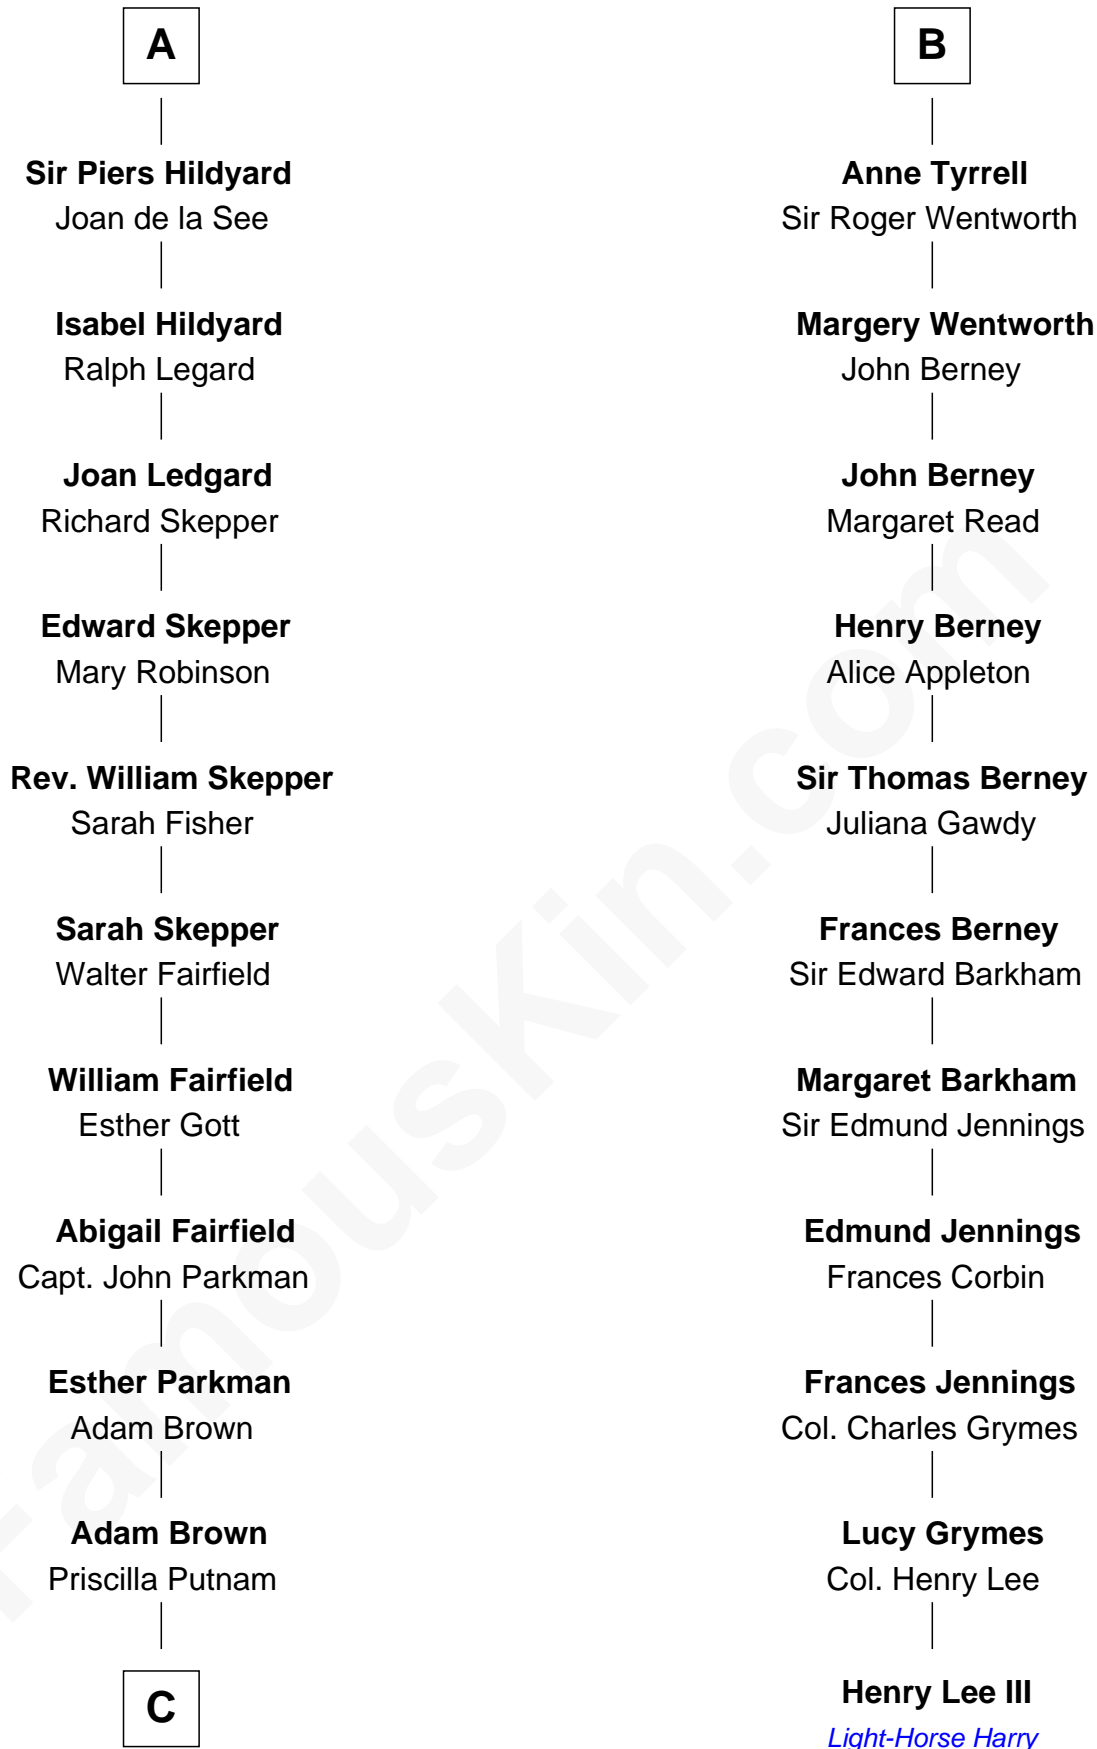 A
Sir Piers Hildyard
Joan de la See
Isabel Hildyard
Ralph Legard
Joan Ledgard
Richard Skepper
Edward Skepper
Mary Robinson
Rev. William Skepper
Sarah Fisher
Sarah Skepper
Walter Fairfield
William Fairfield
Esther Gott
Abigail Fairfield
Capt. John Parkman
Esther Parkman
Adam Brown
Adam Brown
Priscilla Putnam
C
B
Anne Tyrrell
Sir Roger Wentworth
Margery Wentworth
John Berney
John Berney
Margaret Read
Henry Berney
Alice Appleton
Sir Thomas Berney
Juliana Gawdy
Frances Berney
Sir Edward Barkham
Margaret Barkham
Sir Edmund Jennings
Edmund Jennings
Frances Corbin
Frances Jennings
Col. Charles Grymes
Lucy Grymes
Col. Henry Lee
Henry Lee III
Light-Horse Harry
FamousKin.com